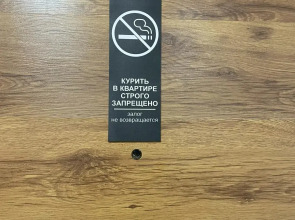 КУРИТЬ
В КВАРТИРЕ
СТРОГО
ЗАПРЕЩЕНО
залог
не возвращается